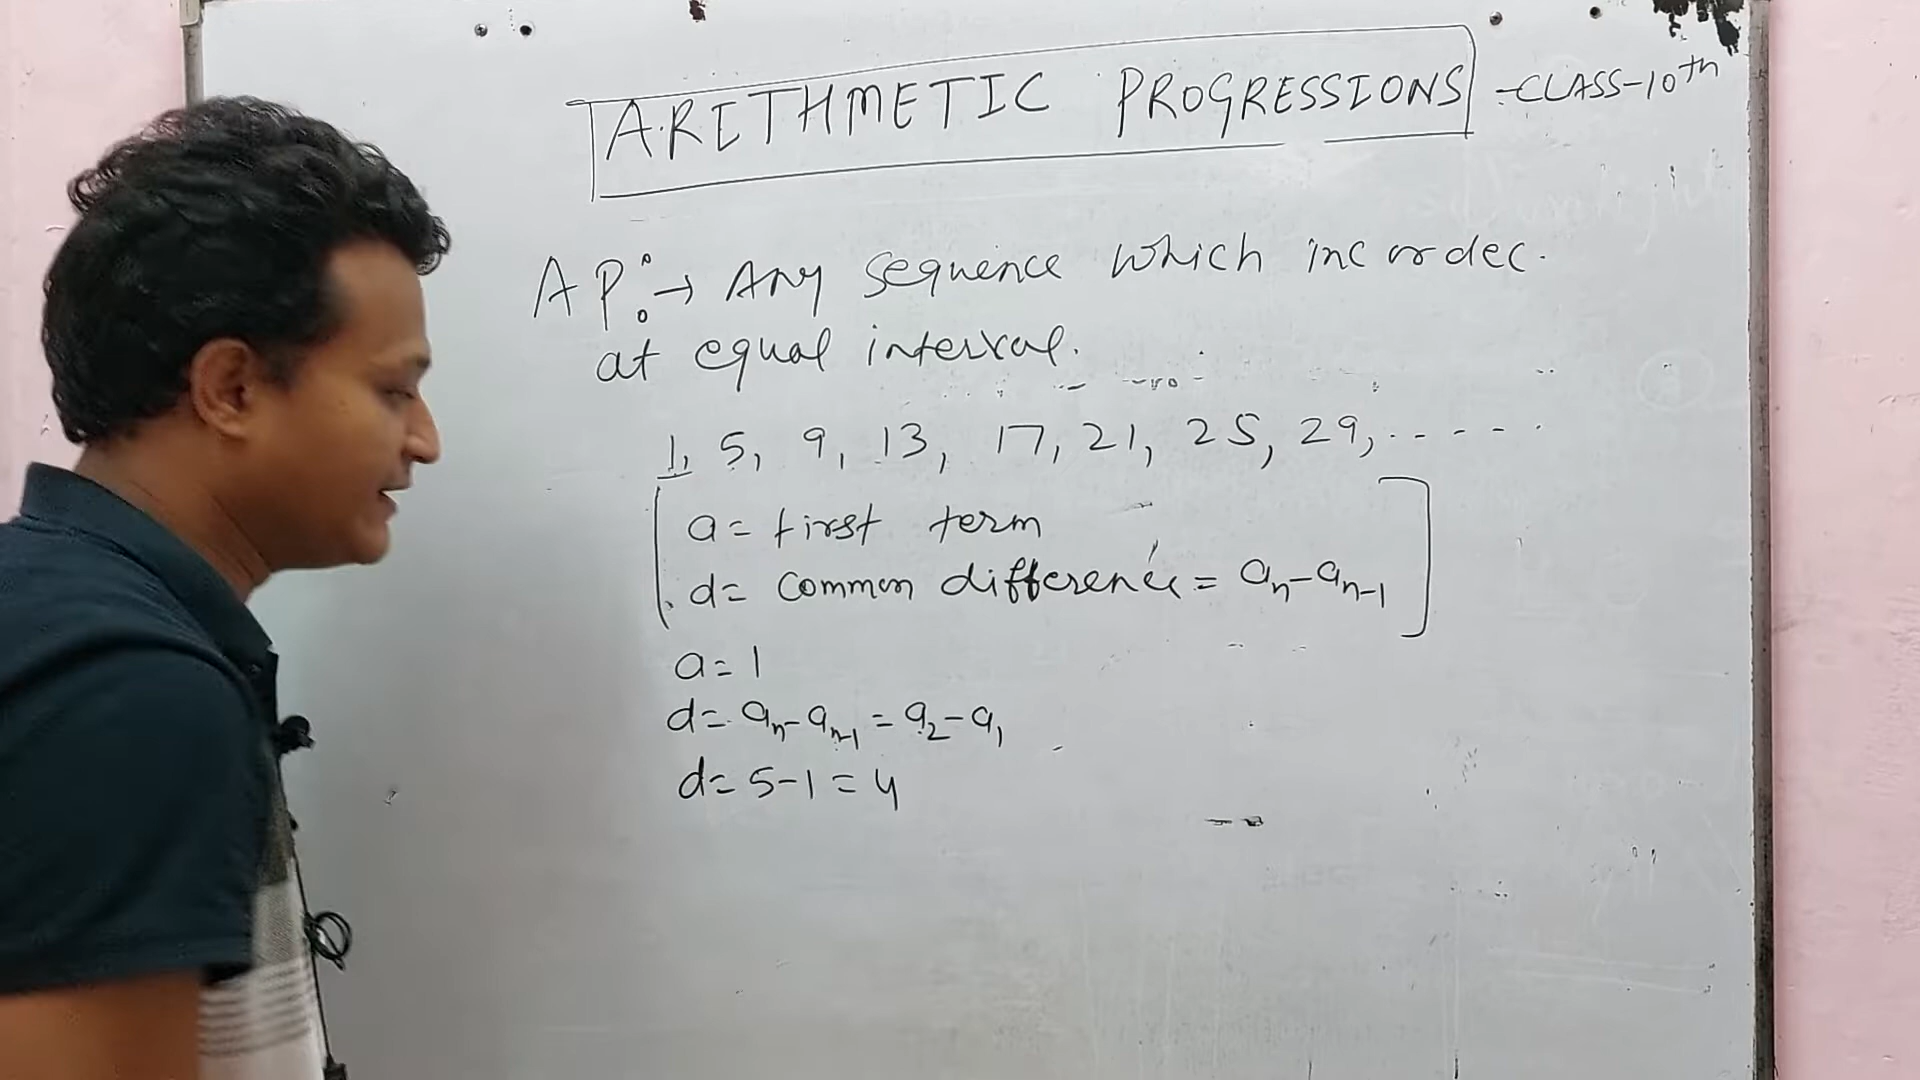 ARITHMETIC PROGRESSIONS -CLASS-10th
AP:→ Any sequence which inc or dec.
at equal interval.
1, 5, 9, 13, 17, 21, 25, 29, .....
a = first term
d = common difference = aₙ-aₙ₋₁
a = 1
d = aₙ-aₙ₋₁ = a₂-a₁
d = 5-1 = 4